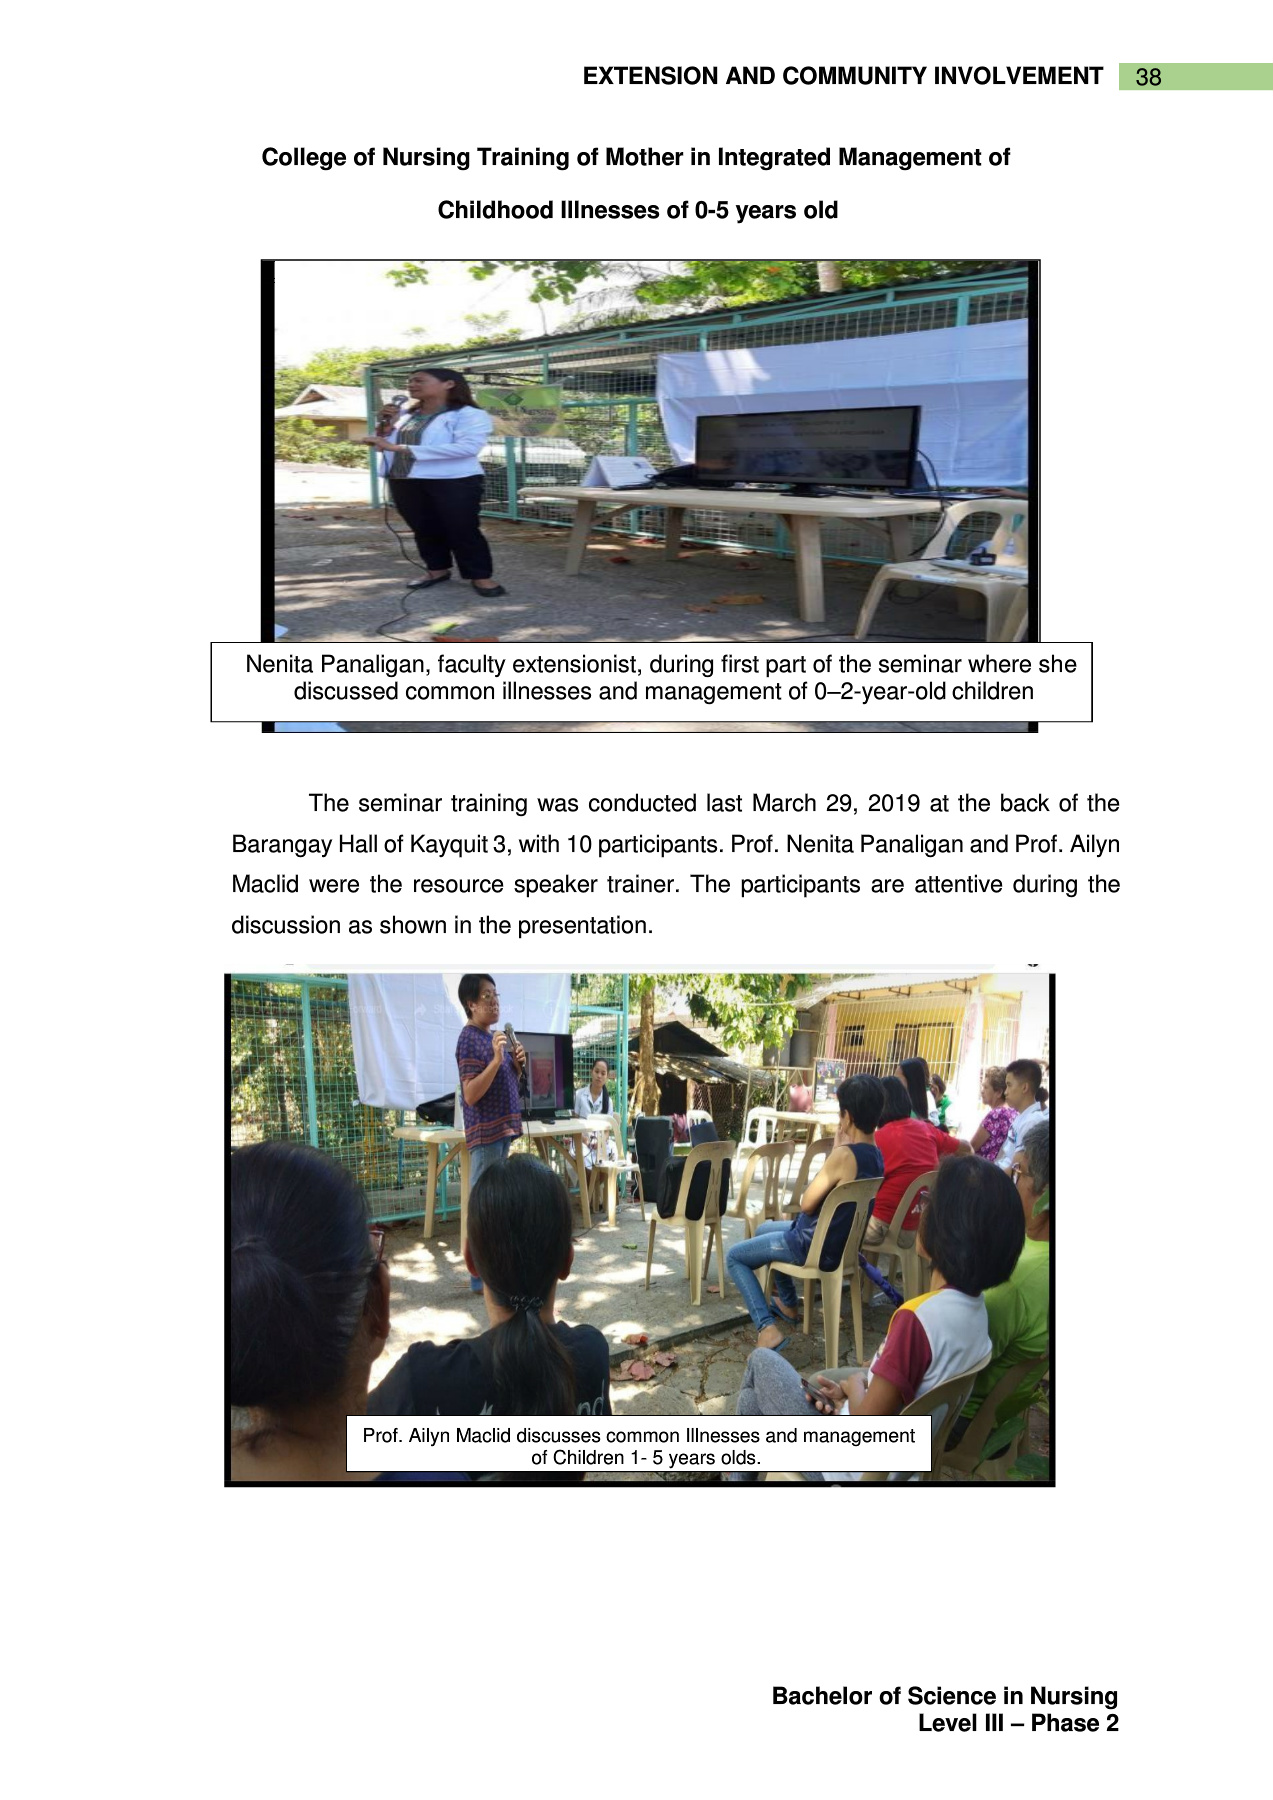 EXTENSION AND COMMUNITY INVOLVEMENT 38
College of Nursing Training of Mother in Integrated Management of
Childhood Illnesses of 0-5 years old
Nenita Panaligan, faculty extensionist, during first part of the seminar where she
discussed common illnesses and management of 0–2-year-old children
The seminar training was conducted last March 29, 2019 at the back of the
Barangay Hall of Kayquit 3, with 10 participants. Prof. Nenita Panaligan and Prof. Ailyn
Maclid were the resource speaker trainer. The participants are attentive during the
discussion as shown in the presentation.
Prof. Ailyn Maclid discusses common Illnesses and management
of Children 1- 5 years olds.
Bachelor of Science in Nursing
Level III – Phase 2